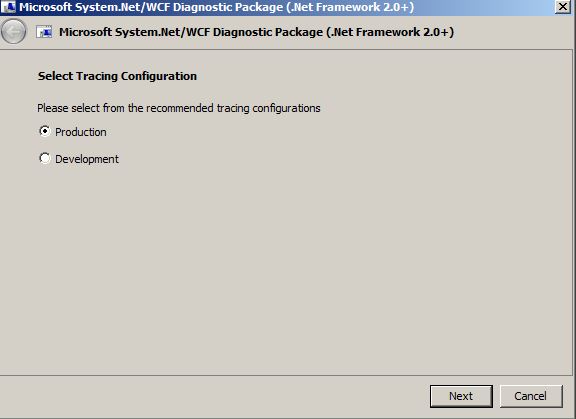 Microsoft System.Net/WCF Diagnostic Package (.Net Framework 2.0+)
Microsoft System.Net/WCF Diagnostic Package (.Net Framework 2.0+)
Select Tracing Configuration
Please select from the recommended tracing configurations
Production
Development
Next
Cancel